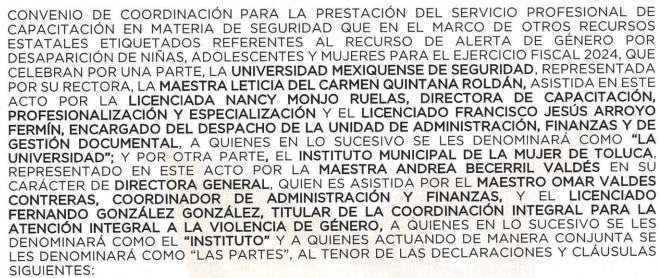 CONVENIO DE COORDINACIÓN PARA LA PRESTACIÓN DEL SERVICIO PROFESIONAL DE
CAPACITACIÓN EN MATERIA DE SEGURIDAD QUE EN EL MARCO DE OTROS RECURSOS
ESTATALES ETIQUETADOS REFERENTES AL RECURSO DE ALERTA DE GÉNERO POR
DESAPARICIÓN DE NIÑAS, ADOLESCENTES Y MUJERES PARA EL EJERCICIO FISCAL 2024, QUE
CELEBRAN POR UNA PARTE, LA UNIVERSIDAD MEXIQUENSE DE SEGURIDAD, REPRESENTADA
POR SU RECTORA, LA MAESTRA LETICIA DEL CARMEN QUINTANA ROLDÁN, ASISTIDA EN ESTE
ACTO POR LA LICENCIADA NANCY MONJO RUELAS, DIRECTORA DE CAPACITACIÓN,
PROFESIONALIZACIÓN Y ESPECIALIZACIÓN Y EL LICENCIADO FRANCISCO JESÚS ARROYO
FERMÍN, ENCARGADO DEL DESPACHO DE LA UNIDAD DE ADMINISTRACIÓN, FINANZAS Y DE
GESTIÓN DOCUMENTAL, A QUIENES EN LO SUCESIVO SE LES DENOMINARÁ COMO "LA
UNIVERSIDAD"; Y POR OTRA PARTE, EL INSTITUTO MUNICIPAL DE LA MUJER DE TOLUCA,
REPRESENTADO EN ESTE ACTO POR LA MAESTRA ANDREA BECERRIL VALDÉS EN SU
CARÁCTER DE DIRECTORA GENERAL, QUIEN ES ASISTIDA POR EL MAESTRO OMAR VALDES
CONTRERAS, COORDINADOR DE ADMINISTRACIÓN Y FINANZAS, Y EL LICENCIADO
FERNANDO GONZÁLEZ GONZÁLEZ, TITULAR DE LA COORDINACIÓN INTEGRAL PARA LA
ATENCIÓN INTEGRAL A LA VIOLENCIA DE GÉNERO, A QUIENES EN LO SUCESIVO SE LES
DENOMINARÁ COMO EL "INSTITUTO" Y A QUIENES ACTUANDO DE MANERA CONJUNTA SE
LES DENOMINARÁ COMO "LAS PARTES", AL TENOR DE LAS DECLARACIONES Y CLÁUSULAS
SIGUIENTES: